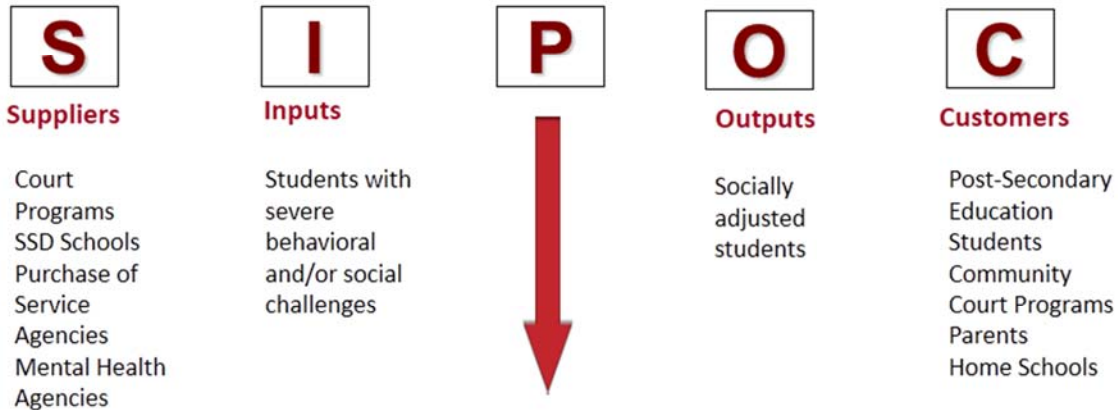 S
I
P
O
C
Suppliers
Inputs
Outputs
Customers
Court
Programs
SSD Schools
Purchase of
Service
Agencies
Mental Health
Agencies
Students with
severe
behavioral
and/or social
challenges
Socially
adjusted
students
Post-Secondary
Education
Students
Community
Court Programs
Parents
Home Schools